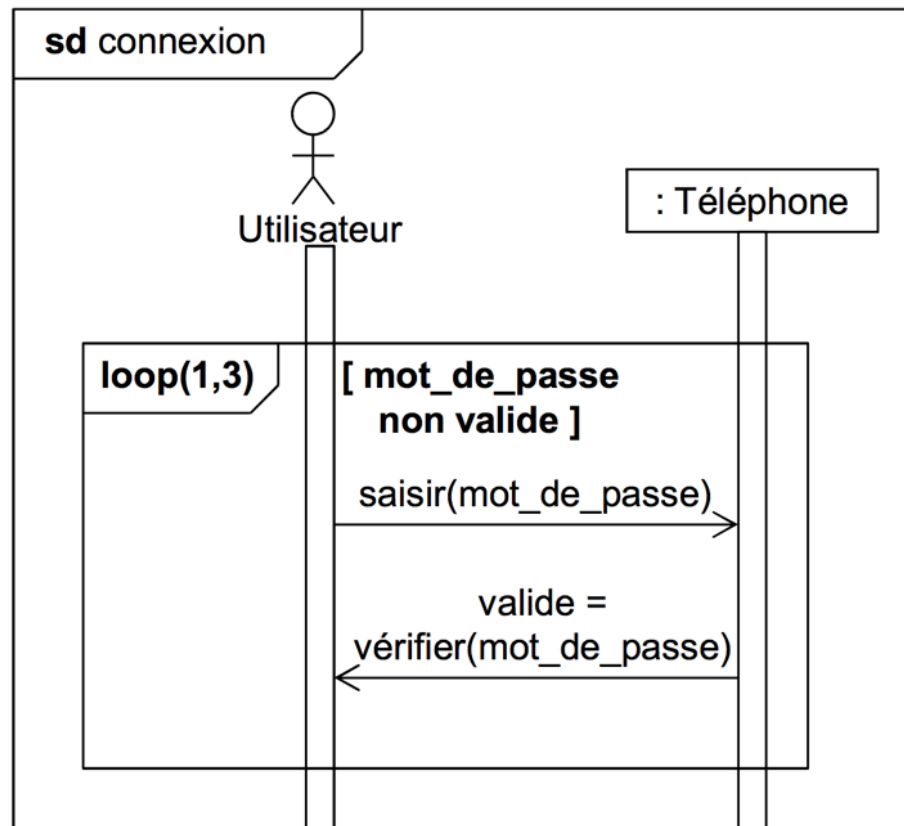 sd connexion
Utilisateur
: Téléphone
loop(1,3)
[ mot_de_passe
non valide ]
saisir(mot_de_passe)
valide =
vérifier(mot_de_passe)